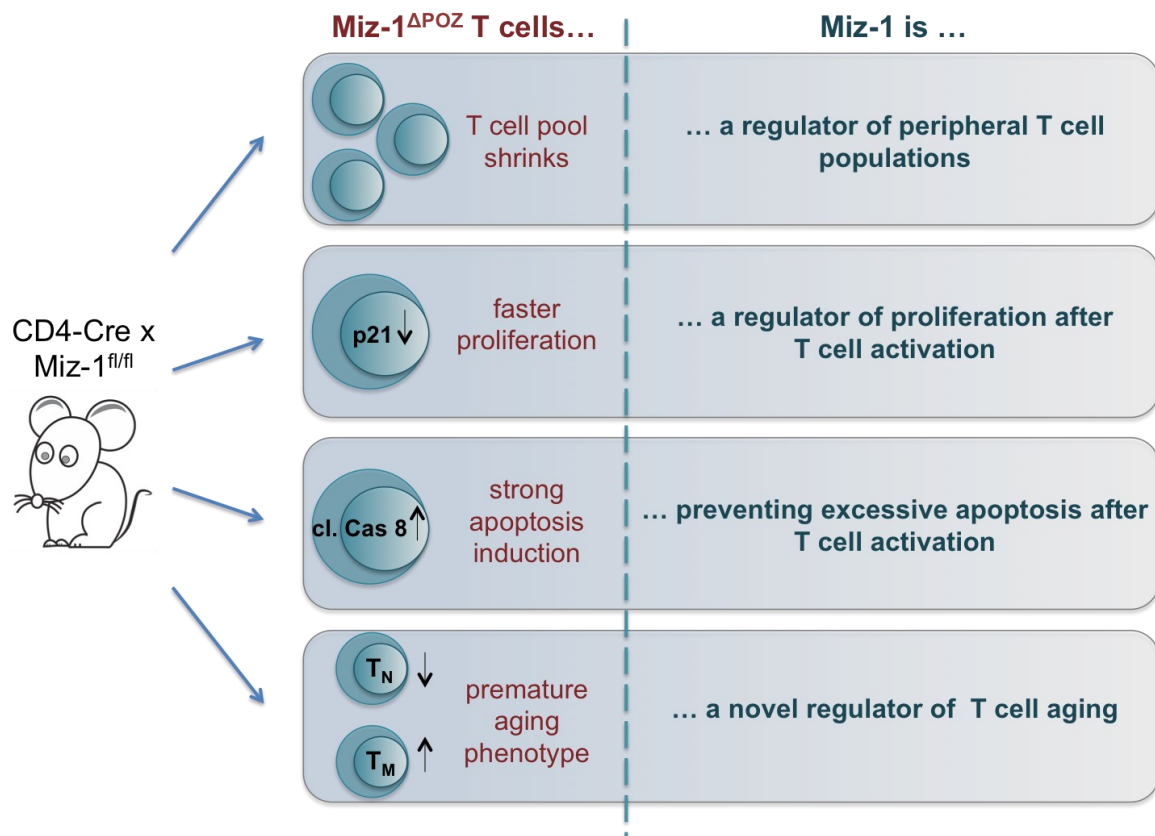 Miz-1ΔPOZ T cells…
Miz-1 is …
CD4-Cre x
Miz-1fl/fl
T cell pool
shrinks
… a regulator of peripheral T cell
populations
p21 ↓
faster
proliferation
… a regulator of proliferation after
T cell activation
cl. Cas 8 ↑
strong
apoptosis
induction
… preventing excessive apoptosis after
T cell activation
TN ↓
TM ↑
premature
aging
phenotype
… a novel regulator of T cell aging